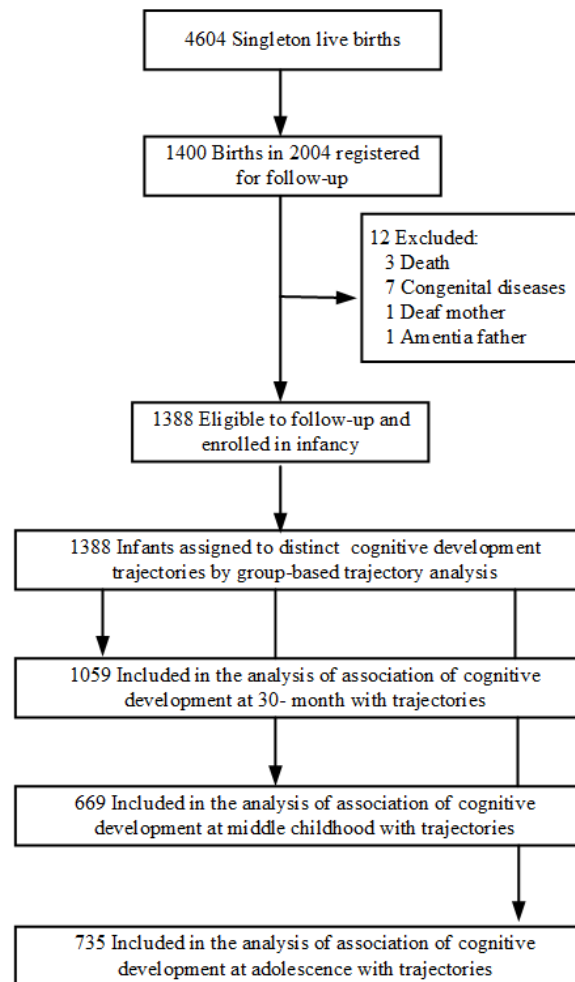 4604 Singleton live births
1400 Births in 2004 registered
for follow-up
12 Excluded:
3 Death
7 Congenital diseases
1 Deaf mother
1 Amentia father
1388 Eligible to follow-up and
enrolled in infancy
1388 Infants assigned to distinct cognitive development
trajectories by group-based trajectory analysis
1059 Included in the analysis of association of cognitive
development at 30- month with trajectories
669 Included in the analysis of association of cognitive
development at middle childhood with trajectories
735 Included in the analysis of association of cognitive
development at adolescence with trajectories